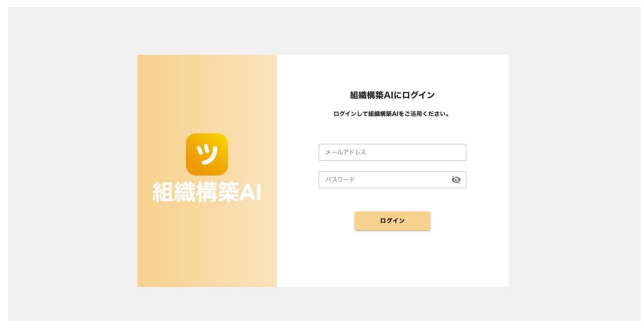 ツ
組織構築AI
組織構築AIにログイン
ログインして組織構築AIをご活用ください。
メールアドレス
パスワード
ログイン